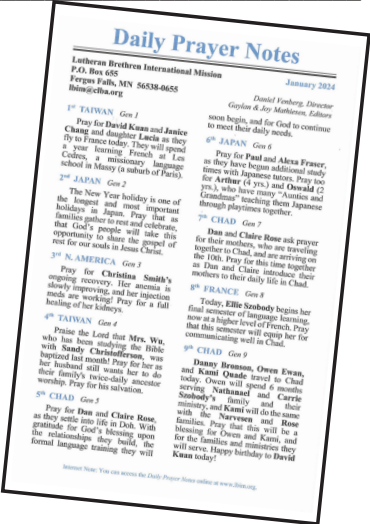 Daily Prayer Notes
Lutheran Brethren International Mission
P.O. Box 655
Fergus Falls, MN 56538-0655
lbim@clba.org
January 2024
Daniel Fenberg, Director
Gaylan & Joy Mathiesen, Editors
1st TAIWAN Gen 1
Pray for David Kuan and Janice
Chang and daughter Lucia as they
fly to France today. They will spend
a year learning French at Les
Cedres, a missionary language
school in Massy (a suburb of Paris).
2nd JAPAN Gen 2
The New Year holiday is one of
the longest and most important
holidays in Japan. Pray that as
families gather to rest and celebrate,
that God's people will take this
opportunity to share the gospel of
rest for our souls in Jesus Christ.
3rd N. AMERICA Gen 3
Pray for Christina Smith's
ongoing recovery. Her anemia is
slowly improving, and her injection
meds are working! Pray for a full
healing of her kidneys.
4th TAIWAN Gen 4
Praise the Lord that Mrs. Wu,
who has been studying the Bible
with Sandy Christofferson, was
baptized last month! Pray for her as
her husband still wants her to do
their family's twice-daily ancestor
worship. Pray for his salvation.
5th CHAD Gen 5
Pray for Dan and Claire Rose,
as they settle into life in Doh. With
gratitude for God's blessing upon
the relationships they build, the
formal language training they will
soon begin, and for God to continue
to meet their daily needs.
6th JAPAN Gen 6
Pray for Paul and Alexa Fraser,
as they have begun additional study
times with Japanese tutors. Pray too
for Arthur (4 yrs.) and Oswald (2
yrs.), who have many "Aunties and
Grandmas" teaching them Japanese
through playtimes together.
7th CHAD Gen 7
Dan and Claire Rose ask prayer
for their mothers, who are traveling
together to Chad, and are arriving on
the 10th. Pray for this time together
as Dan and Claire introduce their
mothers to their daily life in Chad.
8th FRANCE Gen 8
Today, Ellie Szobody begins her
final semester of language learning,
now at a higher level of French. Pray
that this semester will equip her for
communicating well in Chad.
9th CHAD Gen 9
Danny Bronson, Owen Ewan,
and Kami Quade travel to Chad
today. Owen will spend 6 months
serving Nathanael and Carrie
Szobody's family and their
ministry, and Kami will do the same
with the Narvesen and Rose
families. Pray that this will be a
blessing for Owen and Kami, and
for the families and ministries they
will serve. Happy birthday to David
Kuan today!
Internet Note: You can access the Daily Prayer Notes online at www.lbim.org.